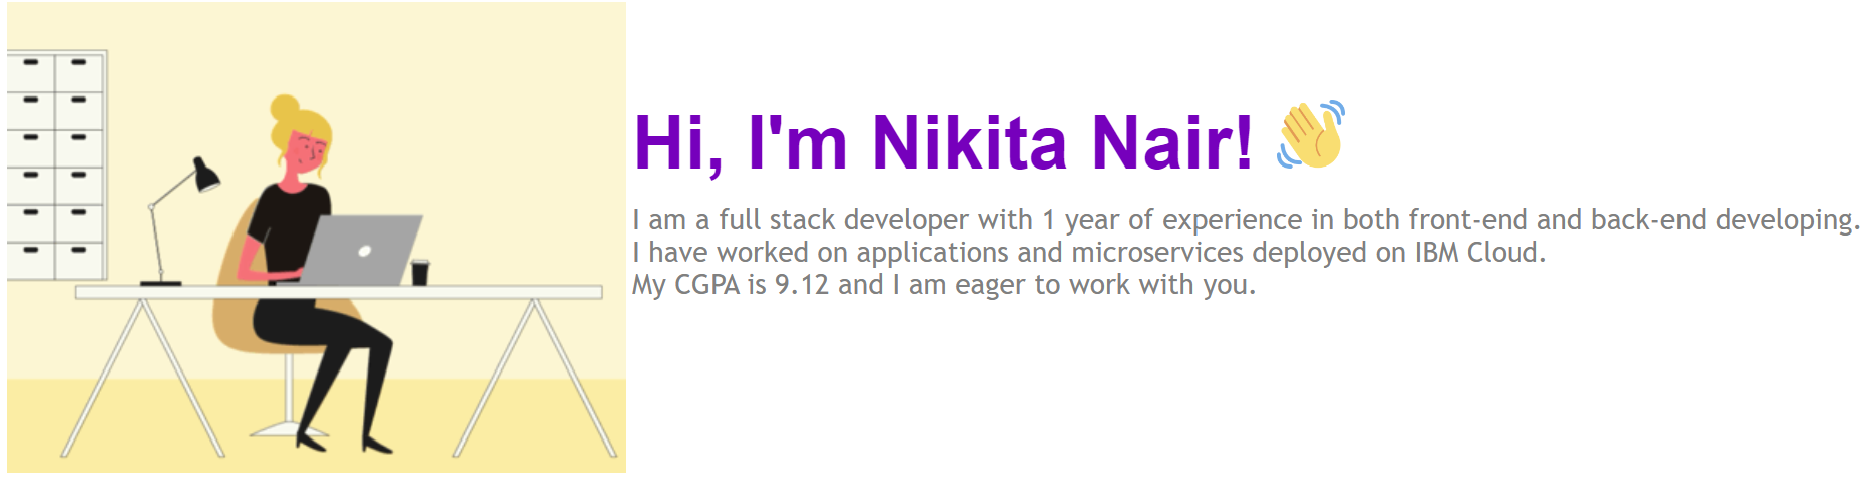 Hi, I'm Nikita Nair! 👋
I am a full stack developer with 1 year of experience in both front-end and back-end developing.
I have worked on applications and microservices deployed on IBM Cloud.
My CGPA is 9.12 and I am eager to work with you.